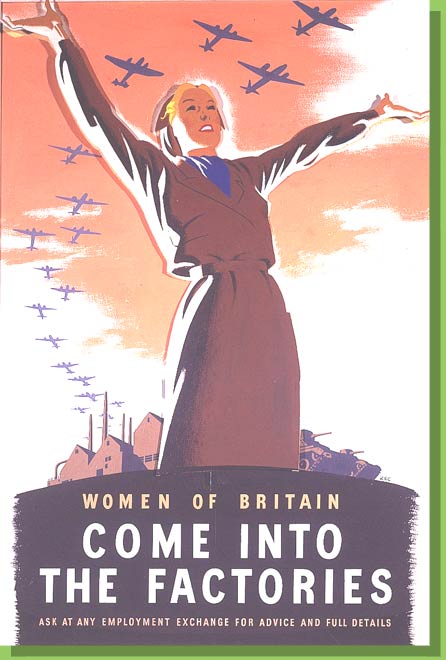 WOMEN OF BRITAIN
COME INTO
THE FACTORIES
ASK AT ANY EMPLOYMENT EXCHANGE FOR ADVICE AND FULL DETAILS